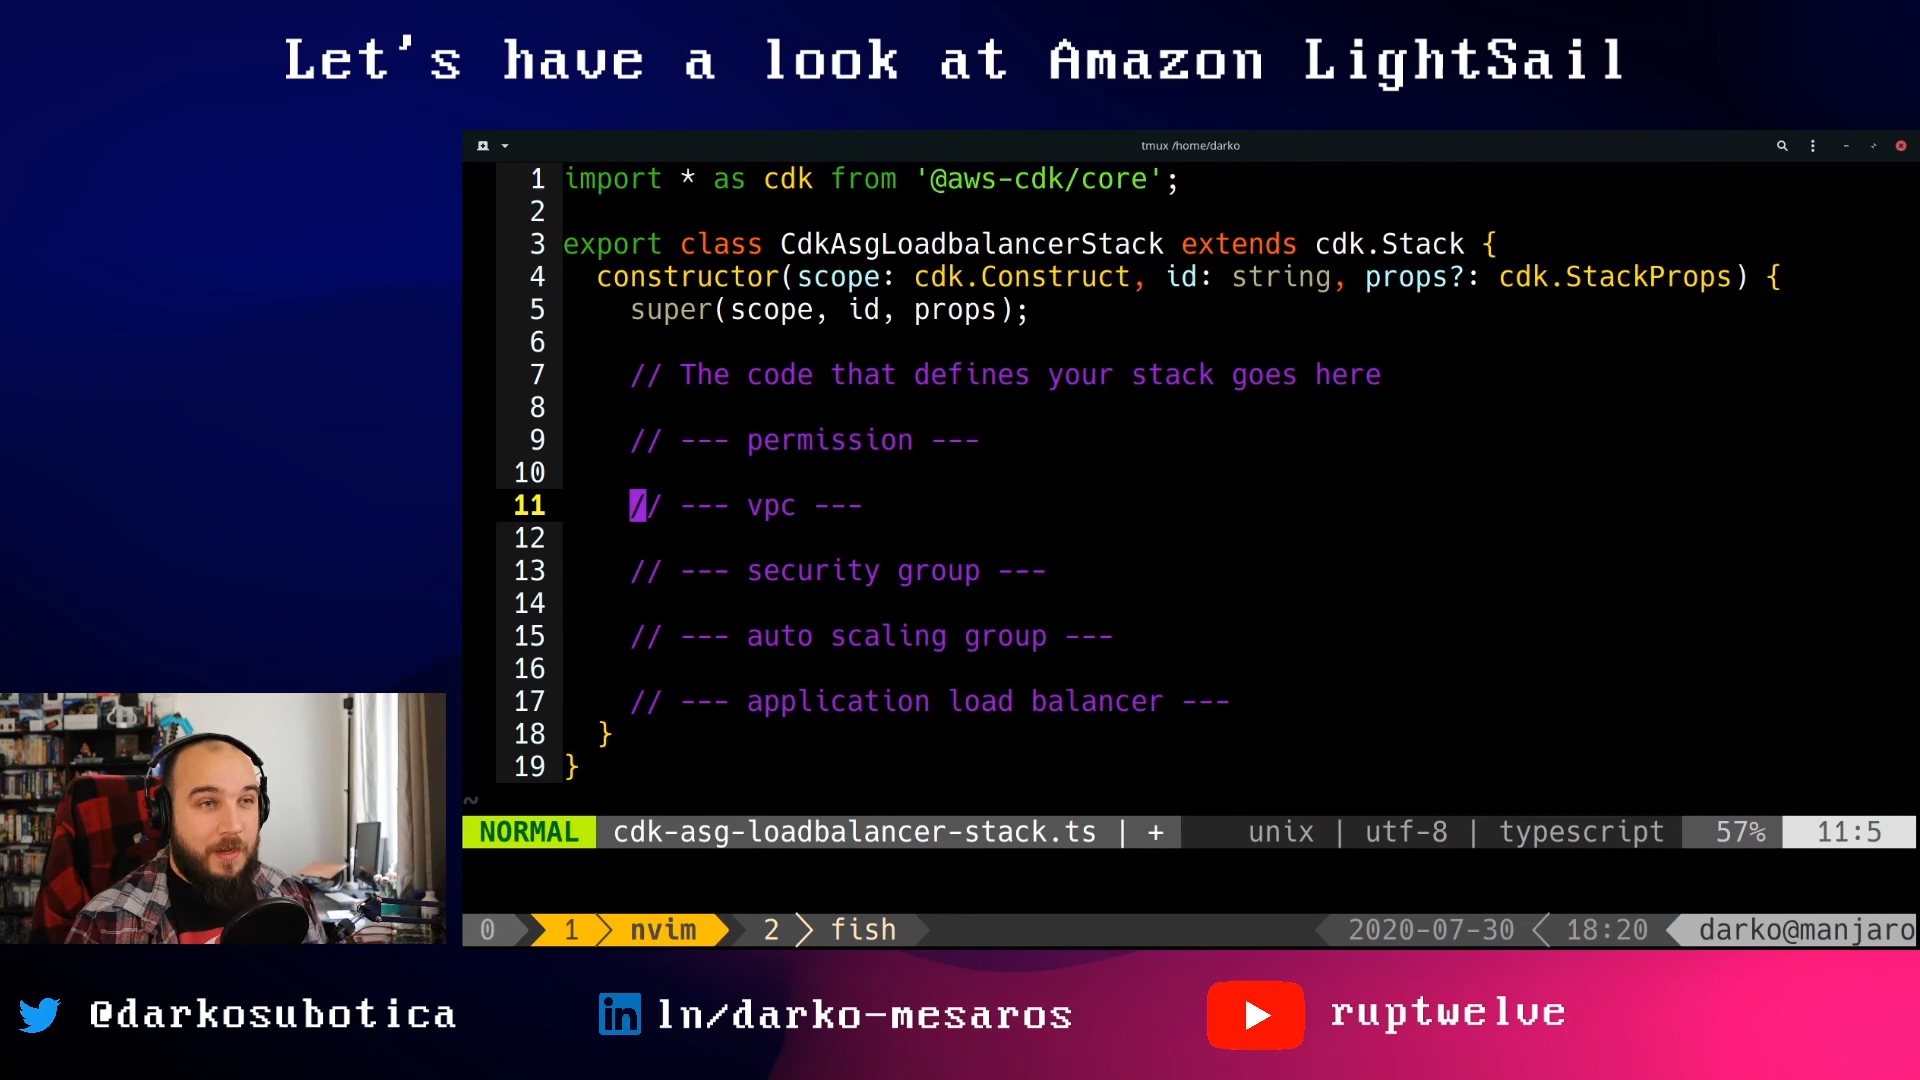 Let's have a look at Amazon LightSail
tmux /home/darko
1 import * as cdk from '@aws-cdk/core';
2
3 export class CdkAsgLoadbalancerStack extends cdk.Stack {
4 constructor(scope: cdk.Construct, id: string, props?: cdk.StackProps) {
5 super(scope, id, props);
6
7 // The code that defines your stack goes here
8
9 // --- permission ---
10
11 // --- vpc ---
12
13 // --- security group ---
14
15 // --- auto scaling group ---
16
17 // --- application load balancer ---
18 }
19 }
~
NORMAL cdk-asg-loadbalancer-stack.ts | + unix | utf-8 | typescript 57% 11:5
0 1 nvim 2 fish 2020-07-30 18:20 darko@manjaro
@darkosubotica ln/darko-mesaros ruptwelve